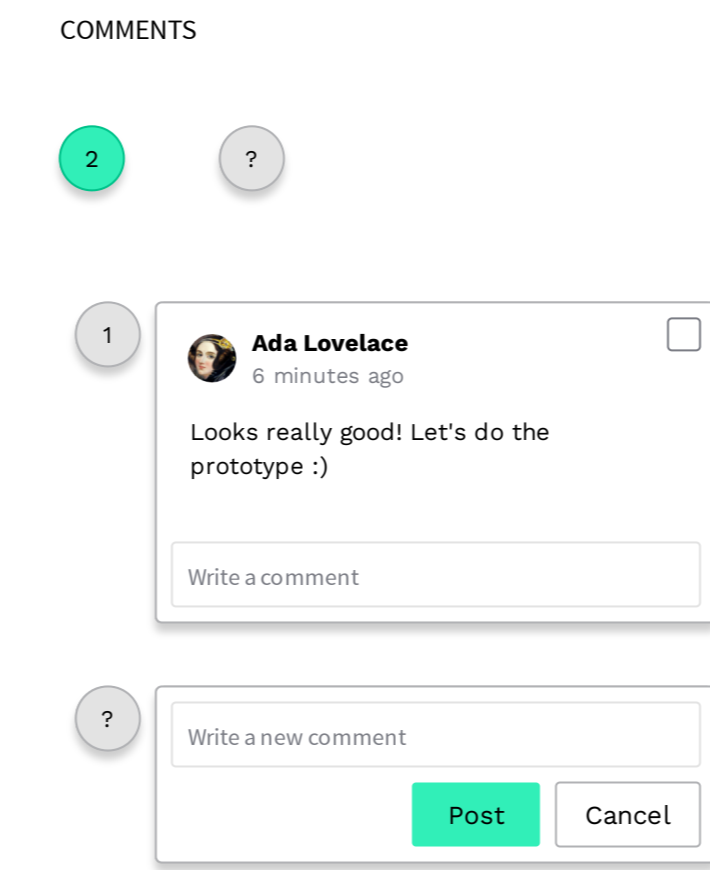 COMMENTS
2 ?
1
Ada Lovelace
6 minutes ago
Looks really good! Let's do the
prototype :)
Write a comment
?
Write a new comment
Post Cancel